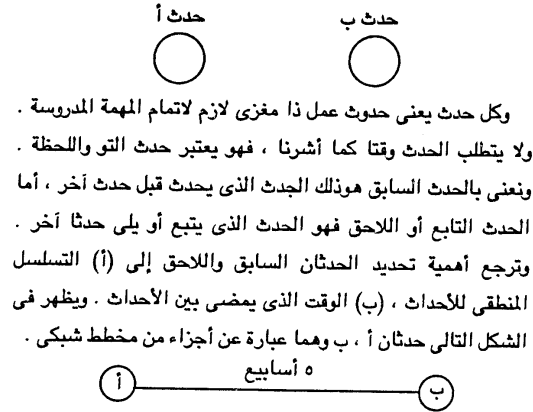 حدث ب حدث أ
وكل حدث يعنى حدوث عمل ذا مغزى لازم لاتمام المهمة المدروسة .
ولا يتطلب الحدث وقتا كما أشرنا ، فهو يعتبر حدث التو واللحظة .
ونعنى بالحدث السابق هوذلك الجدث الذى يحدث قبل حدث آخر ، أما
الحدث التابع أو اللاحق فهو الحدث الذى يتبع أو يلى حدثا آخر .
وترجع أهمية تحديد الحدثان السابق واللاحق إلى (أ) التسلسل
المنطقى للأحداث ، (ب) الوقت الذى يمضى بين الأحداث . ويظهر فى
الشكل التالى حدثان أ ، ب وهما عبارة عن أجزاء من مخطط شبكى .
٥ أسابيع
ب أ